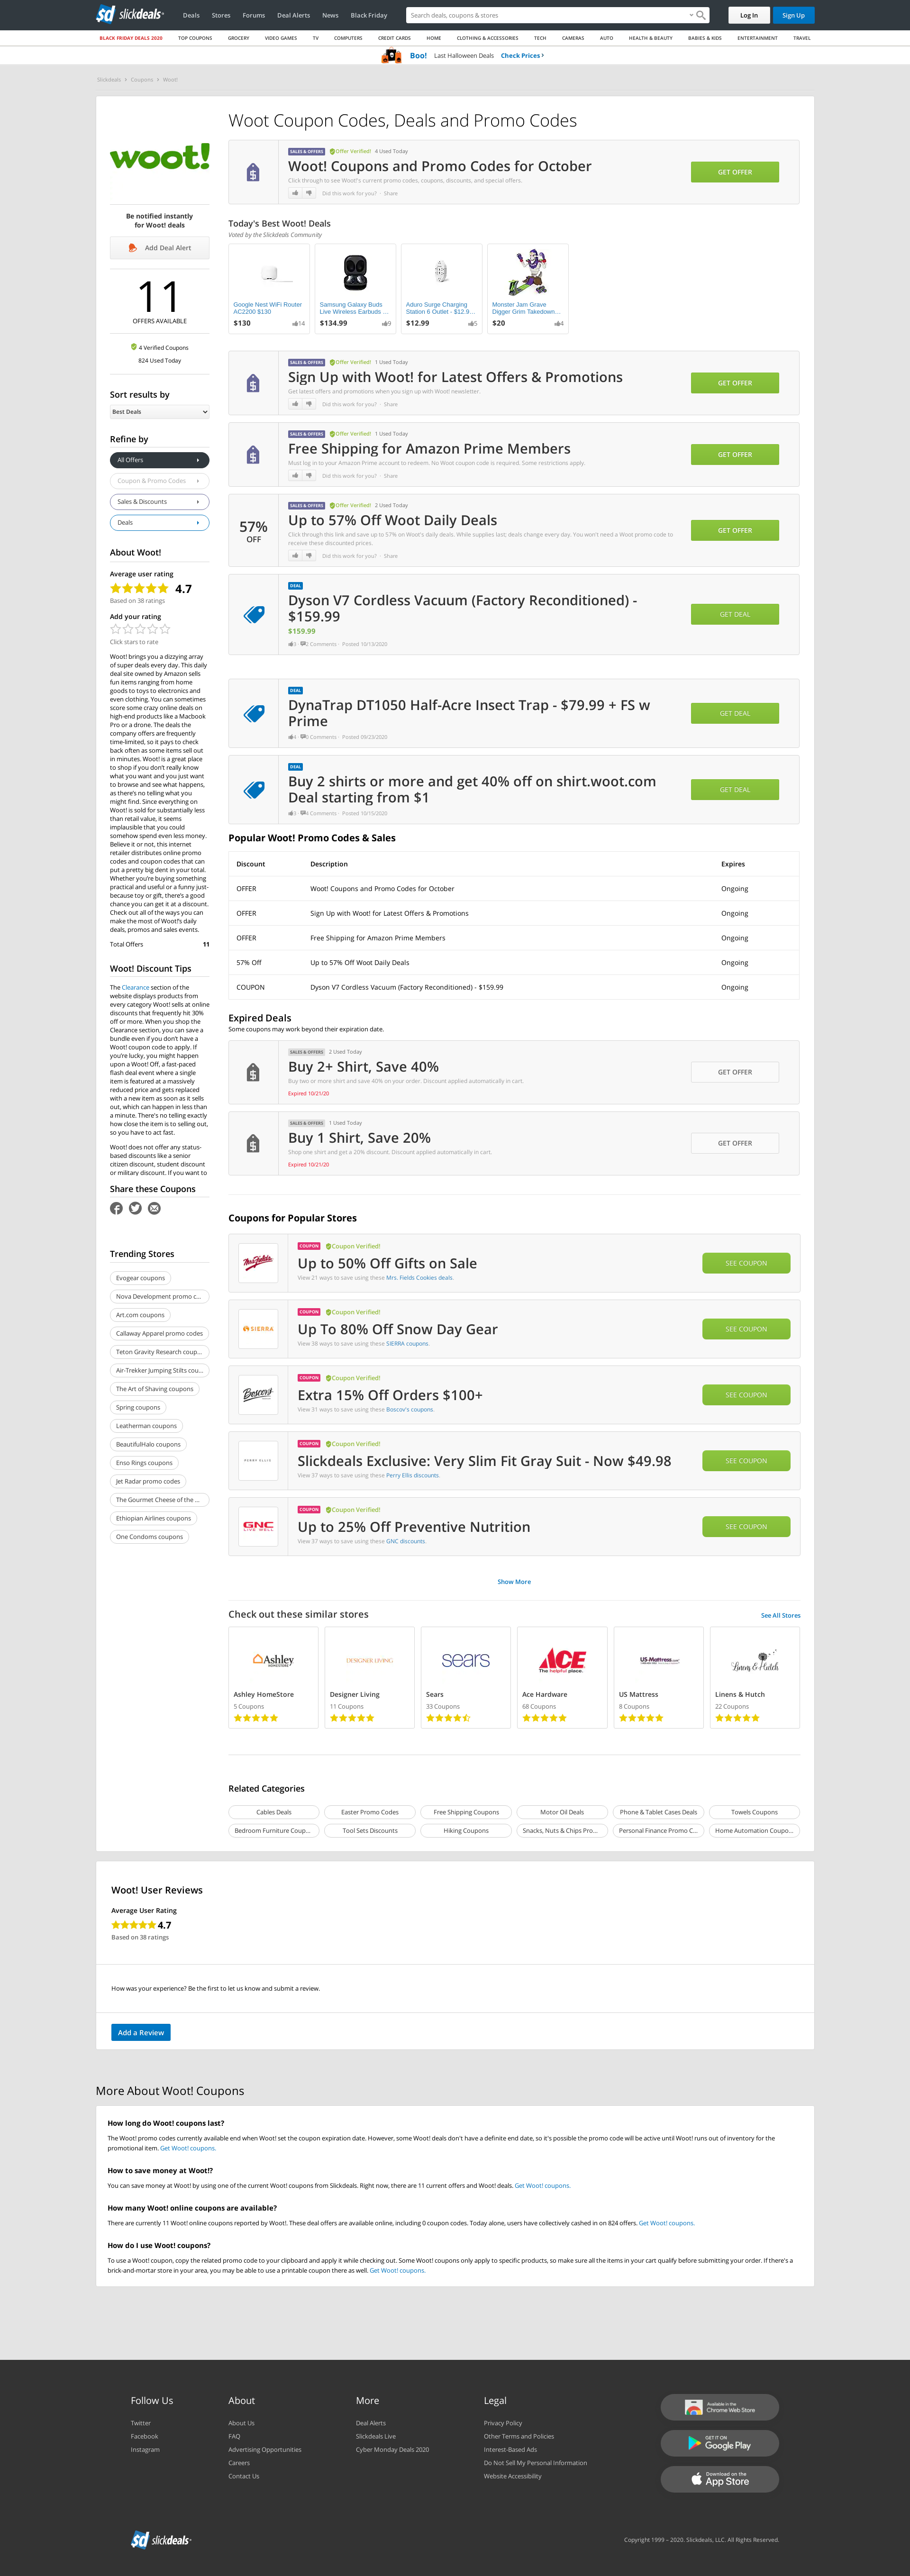 slickdeals
Deals Stores Forums Deal Alerts News Black Friday
Search deals, coupons & stores
Log In Sign Up
BLACK FRIDAY DEALS 2020 TOP COUPONS GROCERY VIDEO GAMES TV COMPUTERS CREDIT CARDS HOME CLOTHING & ACCESSORIES TECH CAMERAS AUTO HEALTH & BEAUTY BABIES & KIDS ENTERTAINMENT TRAVEL
Boo! Last Halloween Deals Check Prices
Slickdeals Coupons Woot!
woot!
Be notified instantly
for Woot! deals
Add Deal Alert
11
OFFERS AVAILABLE
4 Verified Coupons
824 Used Today
Sort results by
Best Deals
Refine by
All Offers
Coupon & Promo Codes
Sales & Discounts
Deals
About Woot!
Average user rating
4.7
Based on 38 ratings
Add your rating
Click stars to rate
Woot! brings you a dizzying array
of super deals every day. This daily
deal site owned by Amazon sells
fun items ranging from home
goods to toys to electronics and
even clothing. You can sometimes
score some crazy online deals on
high-end products like a Macbook
Pro or a drone. The deals the
company offers are frequently
time-limited, so it pays to check
back often as some items sell out
in minutes. Woot! is a great place
to shop if you don't really know
what you want and you just want
to browse and see what happens,
as there's no telling what you
might find. Since everything on
Woot! is sold for substantially less
than retail value, it seems
implausible that you could
somehow spend even less money.
Believe it or not, this internet
retailer distributes online promo
codes and coupon codes that can
put a pretty big dent in your total.
Whether you're buying something
practical and useful or a funny just-
because toy or gift, there's a good
chance you can get it at a discount.
Check out all of the ways you can
make the most of Woot!'s daily
deals, promos and sales events.
Total Offers 11
Woot! Discount Tips
The Clearance section of the
website displays products from
every category Woot! sells at online
discounts that frequently hit 30%
off or more. When you shop the
Clearance section, you can save a
bundle even if you don't have a
Woot! coupon code to apply. If
you're lucky, you might happen
upon a Woot! Off, a fast-paced
flash deal event where a single
item is featured at a massively
reduced price and gets replaced
with a new item as soon as it sells
out, which can happen in less than
a minute. There's no telling exactly
how close the item is to selling out,
so you have to act fast.
Woot! does not offer any status-
based discounts like a senior
citizen discount, student discount
or military discount. If you want to
Share these Coupons
Trending Stores
Evogear coupons
Nova Development promo c...
Art.com coupons
Callaway Apparel promo codes
Teton Gravity Research coup...
Air-Trekker Jumping Stilts cou...
The Art of Shaving coupons
Spring coupons
Leatherman coupons
BeautifulHalo coupons
Enso Rings coupons
Jet Radar promo codes
The Gourmet Cheese of the ...
Ethiopian Airlines coupons
One Condoms coupons
Woot Coupon Codes, Deals and Promo Codes
SALES & OFFERS Offer Verified! 4 Used Today
Woot! Coupons and Promo Codes for October
Click through to see Woot!'s current promo codes, coupons, discounts, and special offers.
Did this work for you? · Share
GET OFFER
Today's Best Woot! Deals
Voted by the Slickdeals Community
Google Nest WiFi Router
AC2200 $130
$130 14
Samsung Galaxy Buds
Live Wireless Earbuds ...
$134.99 9
Aduro Surge Charging
Station 6 Outlet - $12.9...
$12.99 5
Monster Jam Grave
Digger Grim Takedown...
$20 4
SALES & OFFERS Offer Verified! 1 Used Today
Sign Up with Woot! for Latest Offers & Promotions
Get latest offers and promotions when you sign up with Woot! newsletter.
Did this work for you? · Share
GET OFFER
SALES & OFFERS Offer Verified! 1 Used Today
Free Shipping for Amazon Prime Members
Must log in to your Amazon Prime account to redeem. No Woot coupon code is required. Some restrictions apply.
Did this work for you? · Share
GET OFFER
57%
OFF
SALES & OFFERS Offer Verified! 2 Used Today
Up to 57% Off Woot Daily Deals
Click through this link and save up to 57% on Woot's daily deals. While supplies last; deals change every day. You won't need a Woot promo code to
receive these discounted prices.
Did this work for you? · Share
GET OFFER
DEAL
Dyson V7 Cordless Vacuum (Factory Reconditioned) -
$159.99
$159.99
Comments · Posted 10/13/2020
GET DEAL
DEAL
DynaTrap DT1050 Half-Acre Insect Trap - $79.99 + FS w
Prime
4 · 0 Comments · Posted 09/23/2020
GET DEAL
DEAL
Buy 2 shirts or more and get 40% off on shirt.woot.com
Deal starting from $1
Comments · Posted 10/15/2020
GET DEAL
Popular Woot! Promo Codes & Sales
Discount Description Expires
OFFER Woot! Coupons and Promo Codes for October Ongoing
OFFER Sign Up with Woot! for Latest Offers & Promotions Ongoing
OFFER Free Shipping for Amazon Prime Members Ongoing
57% Off Up to 57% Off Woot Daily Deals Ongoing
COUPON Dyson V7 Cordless Vacuum (Factory Reconditioned) - $159.99 Ongoing
Expired Deals
Some coupons may work beyond their expiration date.
SALES & OFFERS 2 Used Today
Buy 2+ Shirt, Save 40%
Buy two or more shirt and save 40% on your order. Discount applied automatically in cart.
Expired 10/21/20
GET OFFER
SALES & OFFERS 1 Used Today
Buy 1 Shirt, Save 20%
Shop one shirt and get a 20% discount. Discount applied automatically in cart.
Expired 10/21/20
GET OFFER
Coupons for Popular Stores
Mrs. Fields
COUPON Coupon Verified!
Up to 50% Off Gifts on Sale
View 21 ways to save using these Mrs. Fields Cookies deals.
SEE COUPON
SIERRA
COUPON Coupon Verified!
Up To 80% Off Snow Day Gear
View 38 ways to save using these SIERRA coupons.
SEE COUPON
Boscov's
COUPON Coupon Verified!
Extra 15% Off Orders $100+
View 31 ways to save using these Boscov's coupons.
SEE COUPON
PERRY ELLIS
COUPON Coupon Verified!
Slickdeals Exclusive: Very Slim Fit Gray Suit - Now $49.98
View 37 ways to save using these Perry Ellis discounts.
SEE COUPON
GNC
LIVE WELL
COUPON Coupon Verified!
Up to 25% Off Preventive Nutrition
View 37 ways to save using these GNC discounts.
SEE COUPON
Show More
Check out these similar stores See All Stores
Ashley
HOMESTORE
Ashley HomeStore
5 Coupons
DESIGNER LIVING
Designer Living
11 Coupons
sears
Sears
33 Coupons
ACE
The helpful place.
Ace Hardware
68 Coupons
US-Mattress.com
US Mattress
8 Coupons
Linens & Hutch
Linens & Hutch
22 Coupons
Related Categories
Cables Deals Easter Promo Codes Free Shipping Coupons Motor Oil Deals Phone & Tablet Cases Deals Towels Coupons
Bedroom Furniture Coup... Tool Sets Discounts Hiking Coupons Snacks, Nuts & Chips Pro... Personal Finance Promo C... Home Automation Coupo...
Woot! User Reviews
Average User Rating
4.7
Based on 38 ratings
How was your experience? Be the first to let us know and submit a review.
Add a Review
More About Woot! Coupons
How long do Woot! coupons last?
The Woot! promo codes currently available end when Woot! set the coupon expiration date. However, some Woot! deals don't have a definite end date, so it's possible the promo code will be active until Woot! runs out of inventory for the
promotional item. Get Woot! coupons.
How to save money at Woot!?
You can save money at Woot! by using one of the current Woot! coupons from Slickdeals. Right now, there are 11 current offers and Woot! deals. Get Woot! coupons.
How many Woot! online coupons are available?
There are currently 11 Woot! online coupons reported by Woot!. These deal offers are available online, including 0 coupon codes. Today alone, users have collectively cashed in on 824 offers. Get Woot! coupons.
How do I use Woot! coupons?
To use a Woot! coupon, copy the related promo code to your clipboard and apply it while checking out. Some Woot! coupons only apply to specific products, so make sure all the items in your cart qualify before submitting your order. If there's a
brick-and-mortar store in your area, you may be able to use a printable coupon there as well. Get Woot! coupons.
Follow Us
Twitter
Facebook
Instagram
About
About Us
FAQ
Advertising Opportunities
Careers
Contact Us
More
Deal Alerts
Slickdeals Live
Cyber Monday Deals 2020
Legal
Privacy Policy
Other Terms and Policies
Interest-Based Ads
Do Not Sell My Personal Information
Website Accessibility
Available in the
Chrome Web Store
GET IT ON
Google Play
Download on the
App Store
slickdeals
Copyright 1999 – 2020. Slickdeals, LLC. All Rights Reserved.